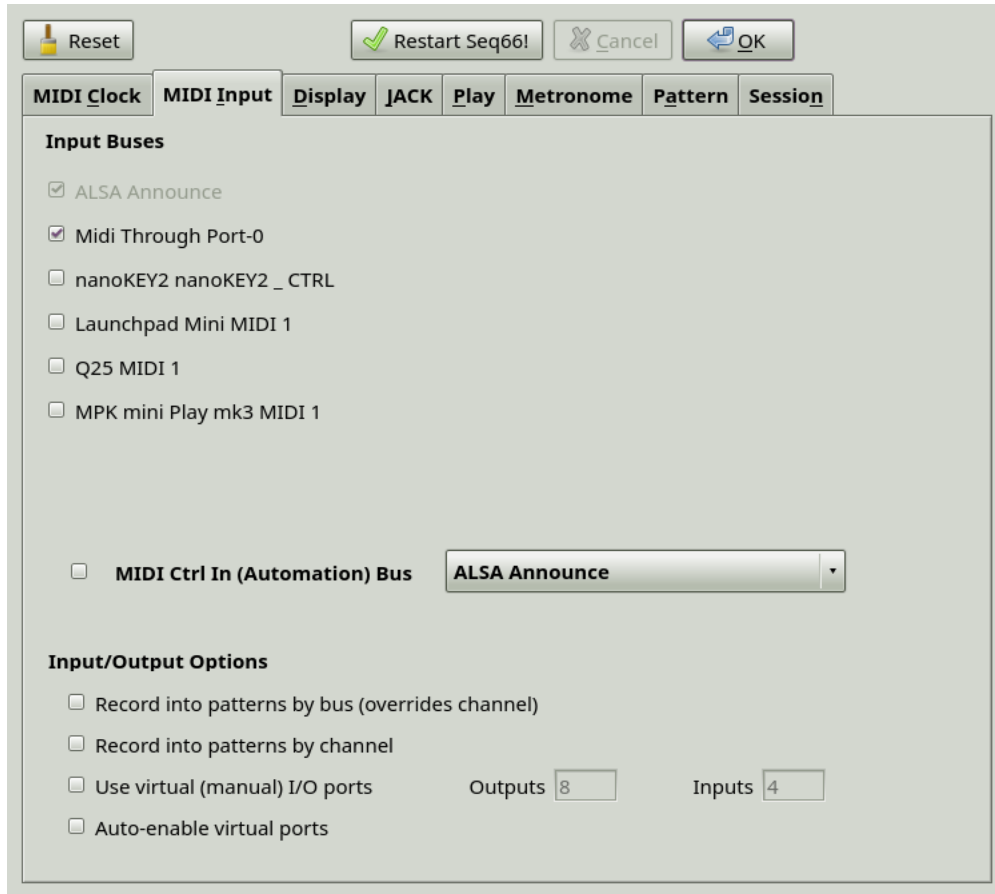 Reset Restart Seq66! Cancel OK
MIDI Clock MIDI Input Display JACK Play Metronome Pattern Session
Input Buses
ALSA Announce
Midi Through Port-0
nanoKEY2 nanoKEY2 _ CTRL
Launchpad Mini MIDI 1
Q25 MIDI 1
MPK mini Play mk3 MIDI 1
MIDI Ctrl In (Automation) Bus ALSA Announce
Input/Output Options
Record into patterns by bus (overrides channel)
Record into patterns by channel
Use virtual (manual) I/O ports Outputs 8 Inputs 4
Auto-enable virtual ports